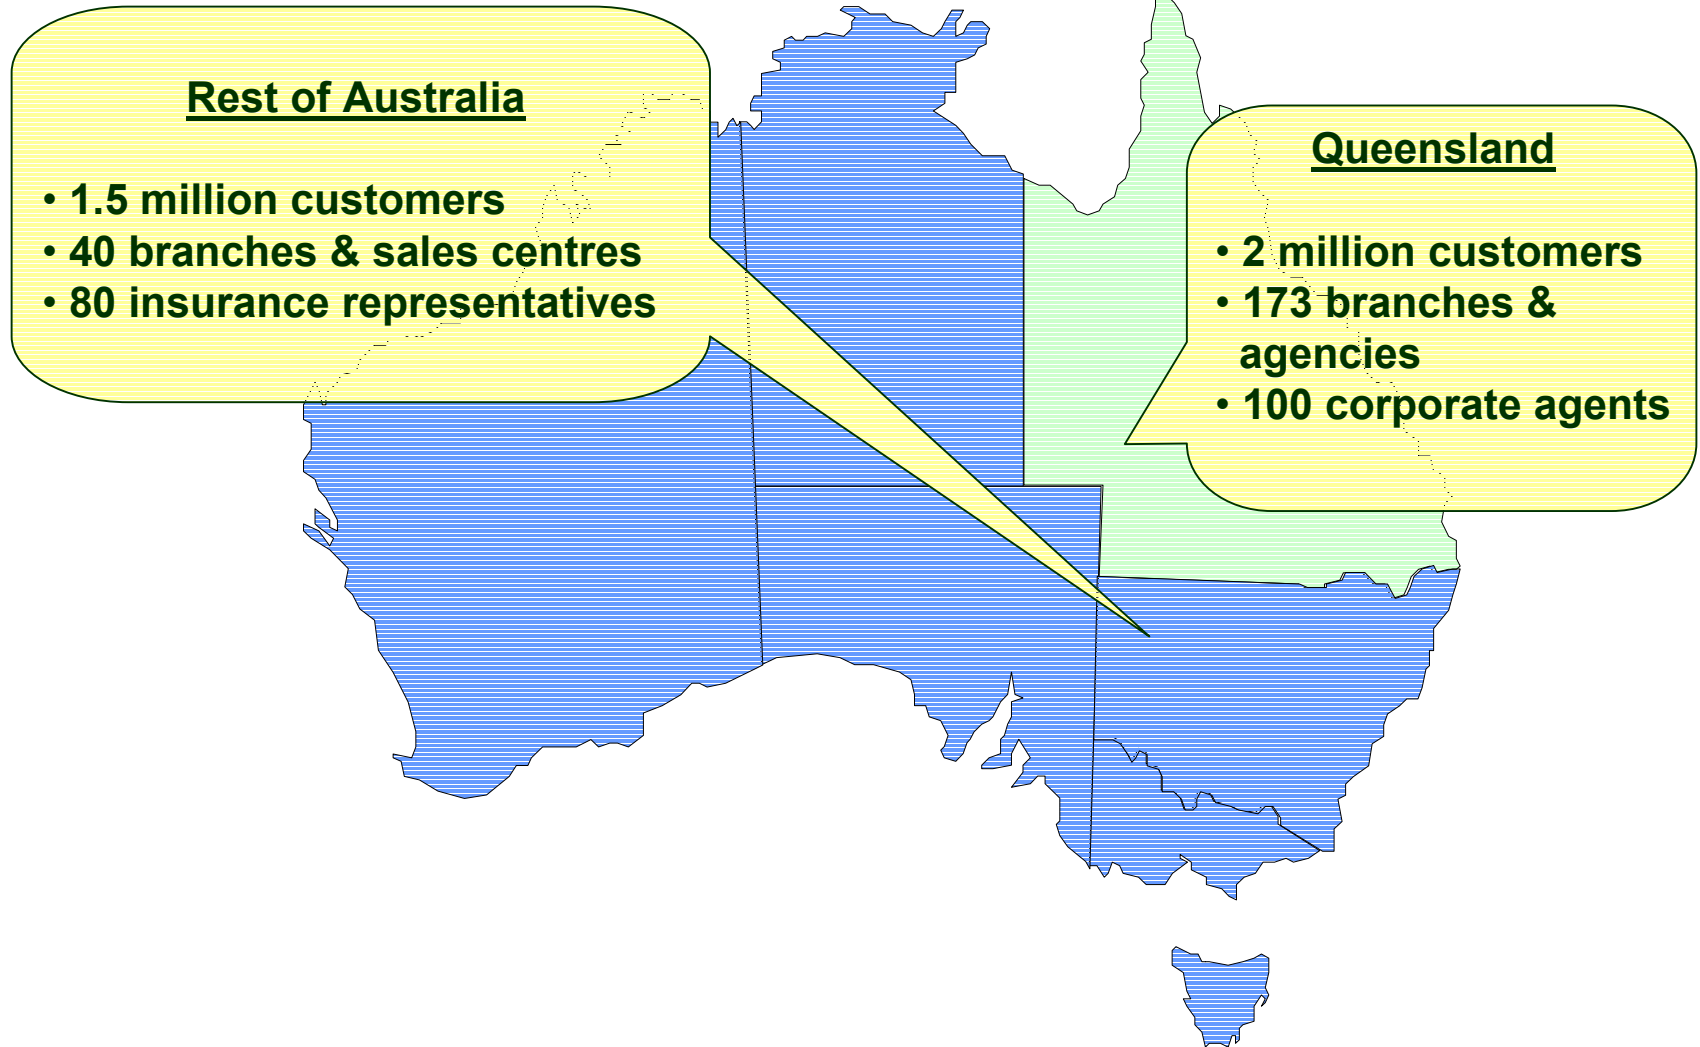 Rest of Australia
• 1.5 million customers
• 40 branches & sales centres
• 80 insurance representatives
Queensland
• 2 million customers
• 173 branches &
agencies
• 100 corporate agents